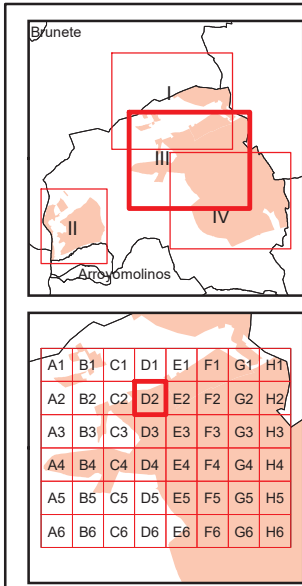 Brunete
I
III
II
IV
Arroyomolinos
A1 B1 C1 D1 E1 F1 G1 H1
A2 B2 C2 D2 E2 F2 G2 H2
A3 B3 C3 D3 E3 F3 G3 H3
A4 B4 C4 D4 E4 F4 G4 H4
A5 B5 C5 D5 E5 F5 G5 H5
A6 B6 C6 D6 E6 F6 G6 H6